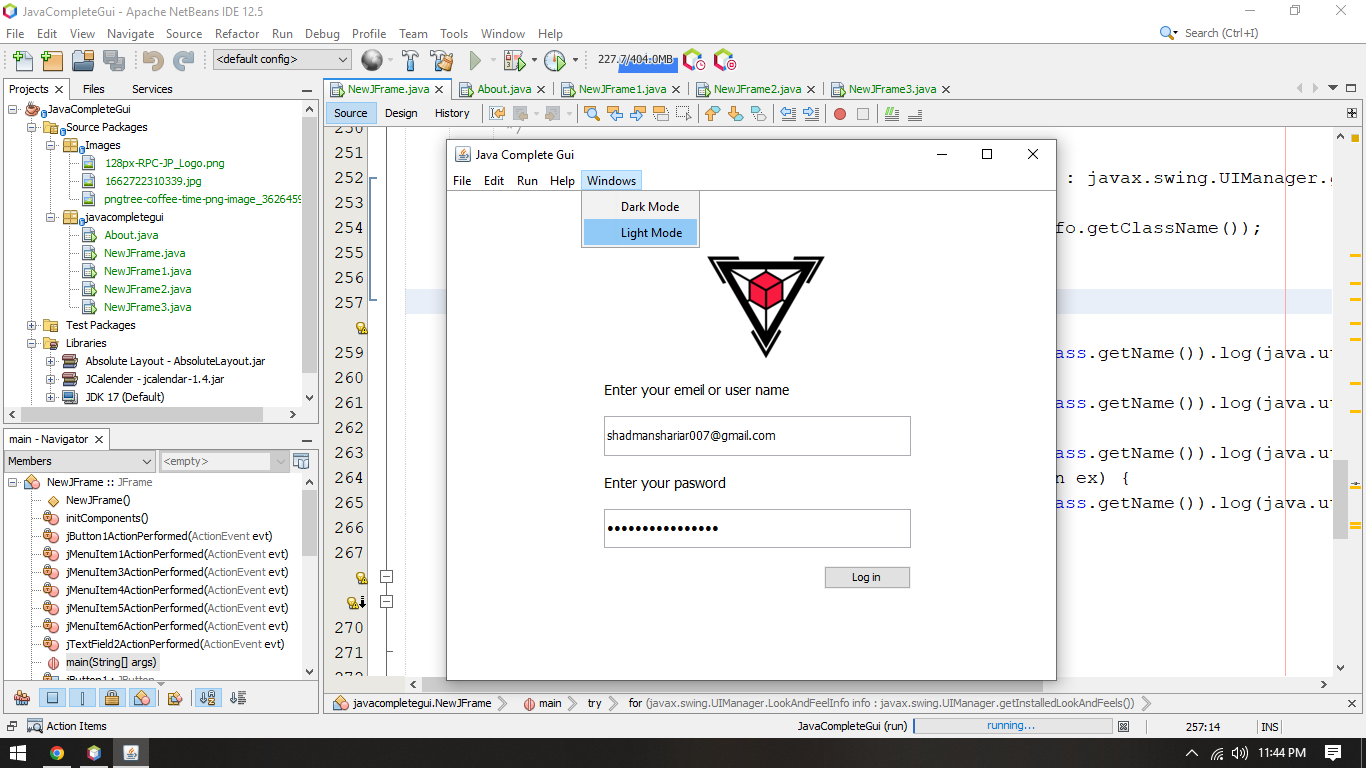 JavaCompleteGui - Apache NetBeans IDE 12.5
File Edit View Navigate Source Refactor Run Debug Profile Team Tools Window Help
Search (Ctrl+I)
<default config>
227.7/404.0MB
Projects Files Services
JavaCompleteGui
Source Packages
Images
128px-RPC-JP_Logo.png
1662722310339.jpg
pngtree-coffee-time-png-image_3626459
javacompletegui
About.java
NewJFrame.java
NewJFrame1.java
NewJFrame2.java
NewJFrame3.java
Test Packages
Libraries
Absolute Layout - AbsoluteLayout.jar
JCalender - jcalendar-1.4.jar
JDK 17 (Default)
main - Navigator
Members
<empty>
NewJFrame :: JFrame
NewJFrame()
initComponents()
jButton1ActionPerformed(ActionEvent evt)
jMenuItem1ActionPerformed(ActionEvent evt)
jMenuItem3ActionPerformed(ActionEvent evt)
jMenuItem4ActionPerformed(ActionEvent evt)
jMenuItem5ActionPerformed(ActionEvent evt)
jMenuItem6ActionPerformed(ActionEvent evt)
jTextField2ActionPerformed(ActionEvent evt)
main(String[] args)
jButton1 : JButton
NewJFrame.java About.java NewJFrame1.java NewJFrame2.java NewJFrame3.java
Source Design History
250 */
251
252 : javax.swing.UIManager.g
253
254 fo.getClassName());
255
256
257
259 ass.getName()).log(java.ut
260
261 ass.getName()).log(java.ut
262
263 ass.getName()).log(java.ut
264 n ex) {
265 ass.getName()).log(java.ut
266
267
270
271
Java Complete Gui
File Edit Run Help Windows
Dark Mode
Light Mode
Enter your emeil or user name
shadmanshariar007@gmail.com
Enter your pasword
••••••••••••••••
Log in
javacompletegui.NewJFrame main try for (javax.swing.UIManager.LookAndFeelInfo info : javax.swing.UIManager.getInstalledLookAndFeels())
Action Items
JavaCompleteGui (run) running... 257:14 INS
11:44 PM